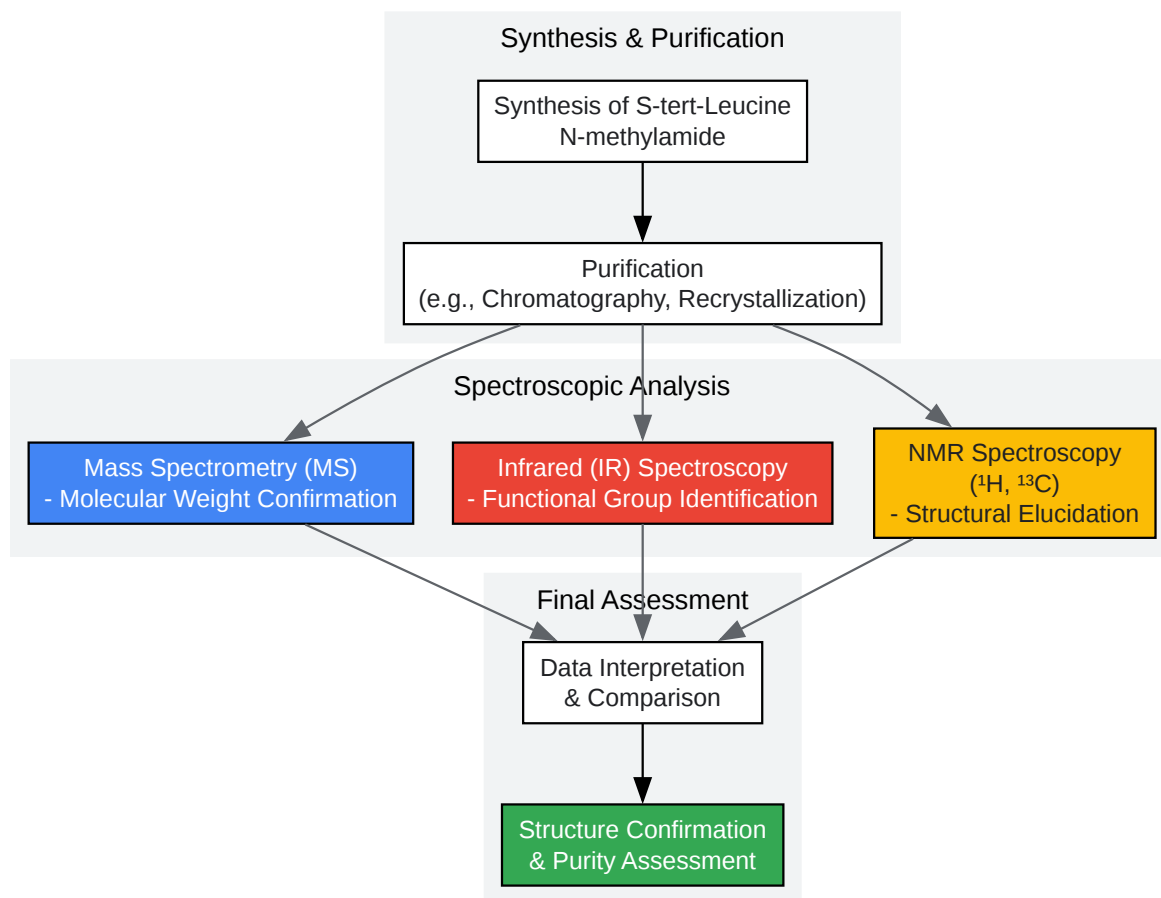 Synthesis & Purification
Synthesis of S-tert-Leucine
N-methylamide
Purification
(e.g., Chromatography, Recrystallization)
Spectroscopic Analysis
Mass Spectrometry (MS)
- Molecular Weight Confirmation
Infrared (IR) Spectroscopy
- Functional Group Identification
NMR Spectroscopy
(¹H, ¹³C)
- Structural Elucidation
Final Assessment
Data Interpretation
& Comparison
Structure Confirmation
& Purity Assessment